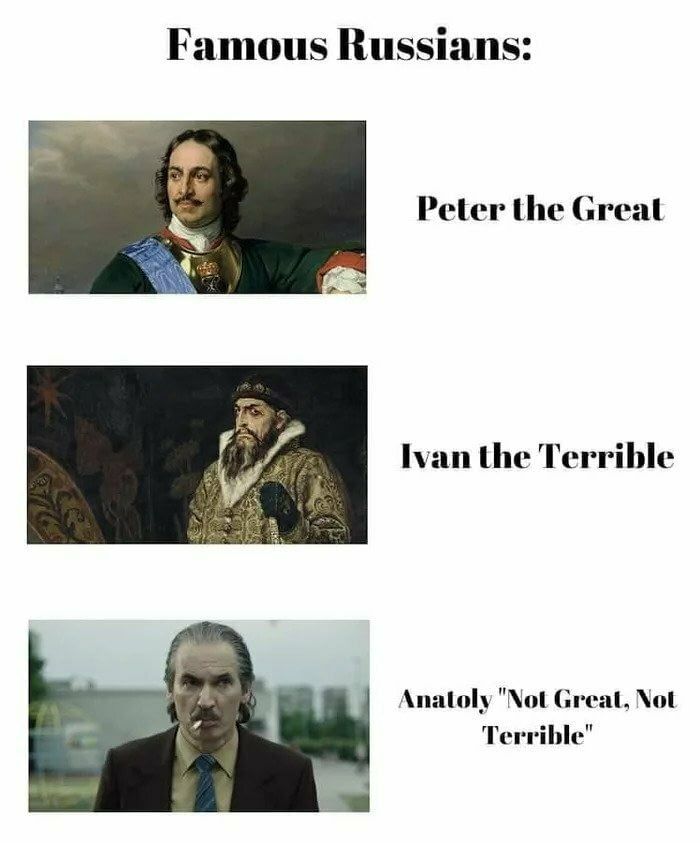 Famous Russians:
Peter the Great
Ivan the Terrible
Anatoly "Not Great, Not
Terrible"